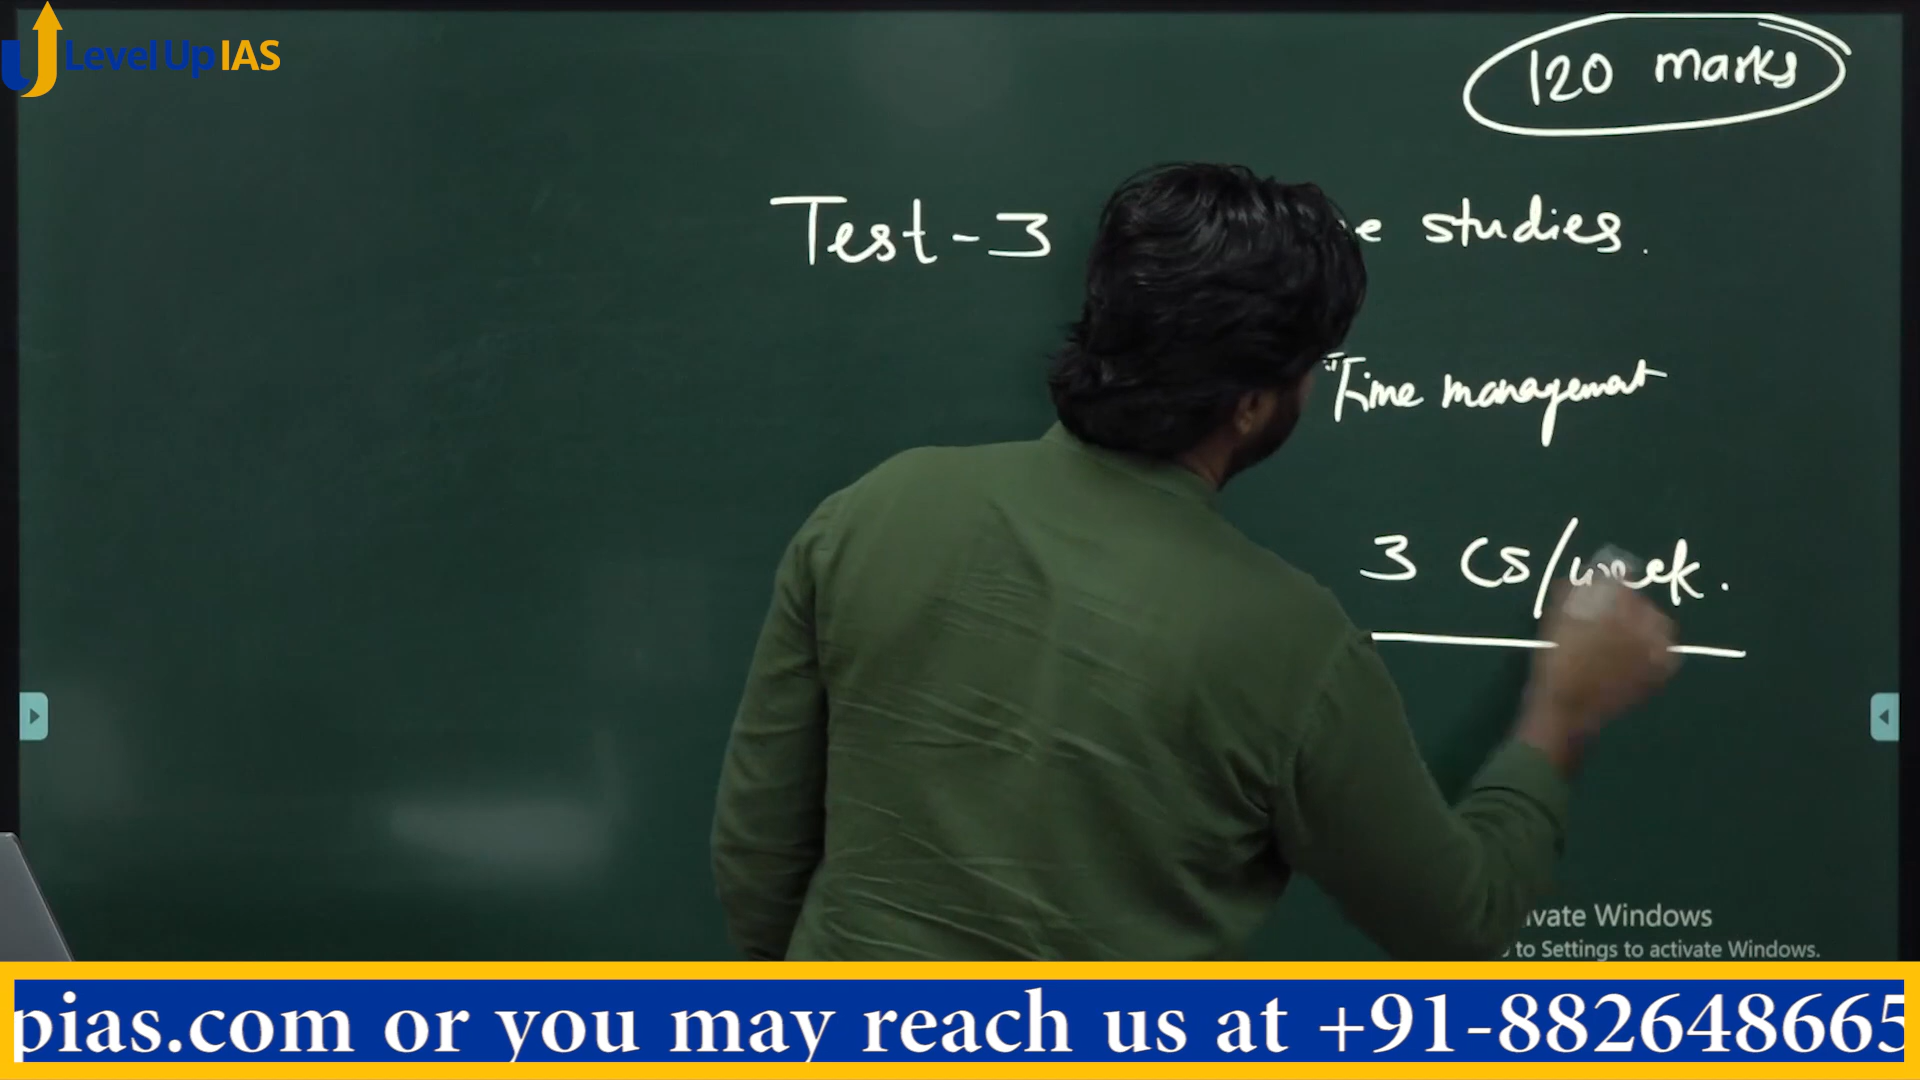 Level Up IAS
120 marks
Test-3 studies.
Time management
3 CS/week.
Windows
to Settings to activate Windows.
pias.com or you may reach us at +91-882648665